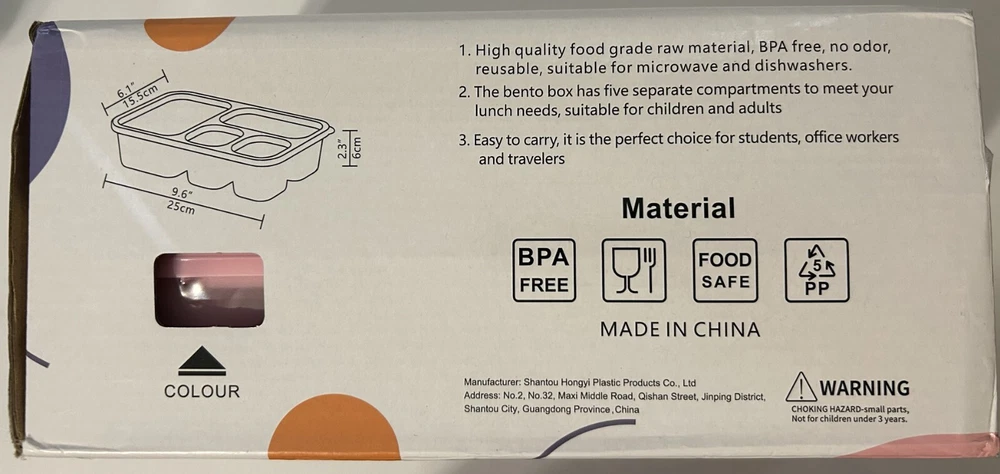 6.1"
15.5cm
2.3"
6cm
9.6"
25cm
COLOUR
1. High quality food grade raw material, BPA free, no odor,
reusable, suitable for microwave and dishwashers.
2. The bento box has five separate compartments to meet your
lunch needs, suitable for children and adults
3. Easy to carry, it is the perfect choice for students, office workers
and travelers
Material
BPA
FREE
FOOD
SAFE
5
PP
MADE IN CHINA
Manufacturer: Shantou Hongyi Plastic Products Co., Ltd
Address: No.2, No.32, Maxi Middle Road, Qishan Street, Jinping District,
Shantou City, Guangdong Province, China
WARNING
CHOKING HAZARD-small parts,
Not for children under 3 years.